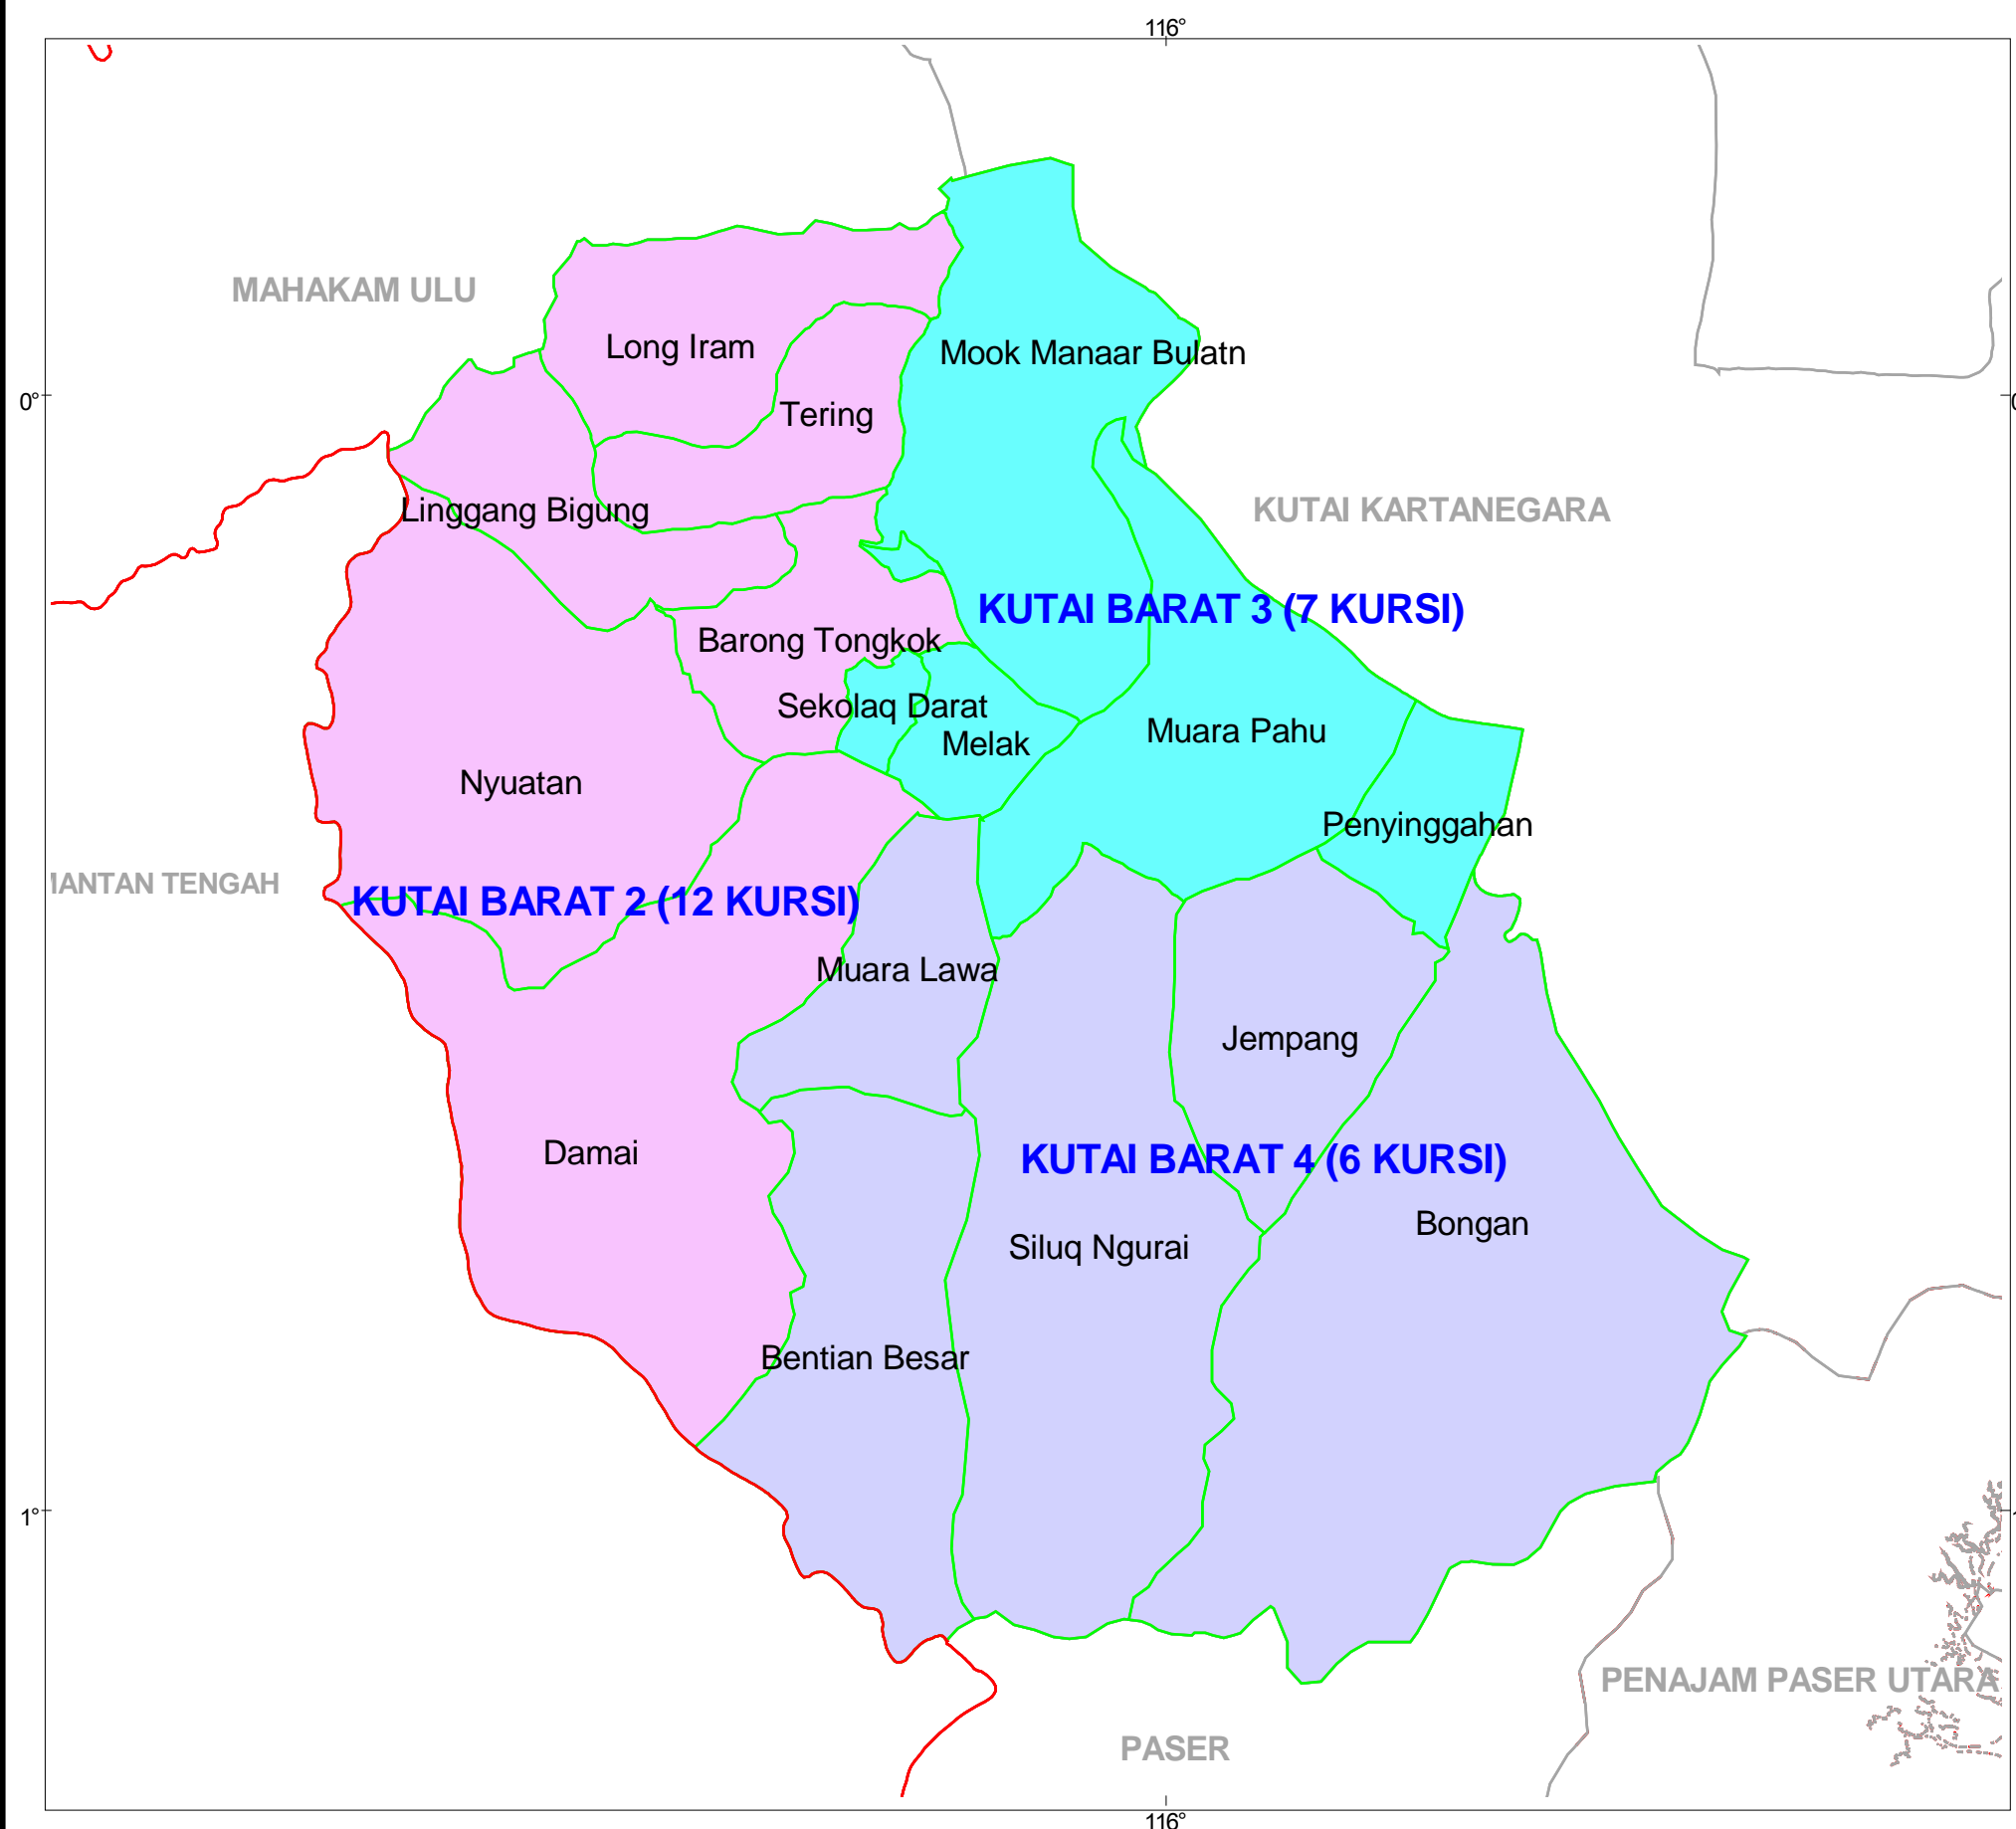 116°
MAHAKAM ULU
Long Iram
Mook Manaar Bulatn
0°
Tering
Linggang Bigung
KUTAI KARTANEGARA
KUTAI BARAT 3 (7 KURSI)
Barong Tongkok
Sekolaq Darat
Muara Pahu
Melak
Nyuatan
Penyinggahan
MANTAN TENGAH
KUTAI BARAT 2 (12 KURSI)
Muara Lawa
Jempang
Damai
KUTAI BARAT 4 (6 KURSI)
Bongan
Siluq Ngurai
Bentian Besar
1°
PENAJAM PASER UTARA
PASER
116°